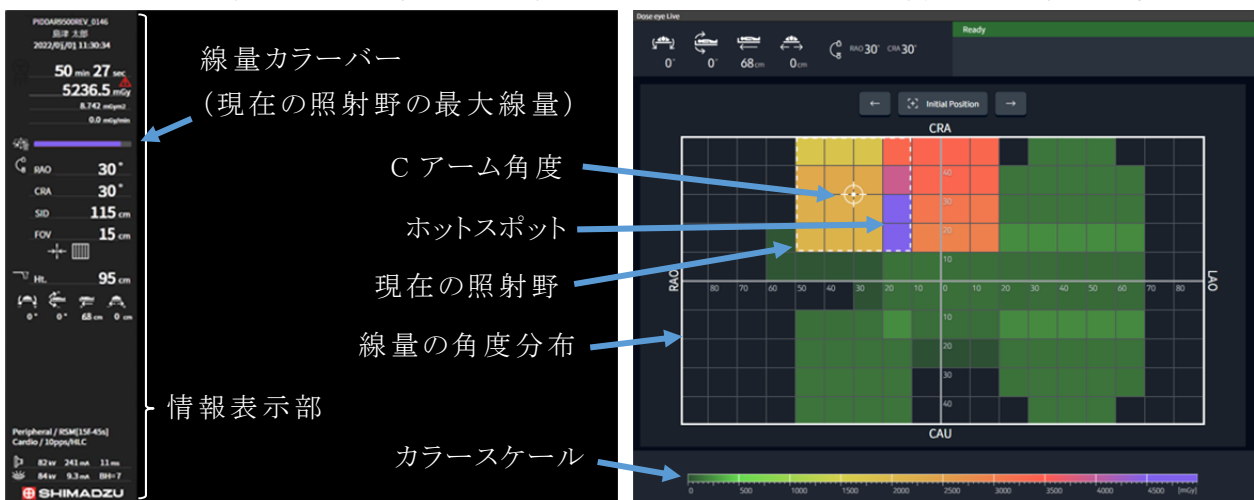 PIDDAR9500REV_0146
島津 太郎
2022/01/01 11:30:34
50 min 27 sec
5236.5 mGy
8.742 mGym2
0.0 mGy/min
RAO 30°
CRA 30°
SID 115 cm
FOV 15 cm
Ht. 95 cm
0° 0° 68 cm 0 cm
Peripheral / RSM[15f-45s]
Cardio / 10pps/HLC
82 kV 241 mA 11 ms
84 kV 9.3 mA BH=7
SHIMADZU
線量カラーバー
(現在の照射野の最大線量)
Cアーム角度
ホットスポット
現在の照射野
線量の角度分布
情報表示部
カラースケール
Dose eye Live
Ready
0° 0° 68 cm 0 cm RAO 30° CRA 30°
← Initial Position →
CRA
40
30
20
10
RAO 80 70 60 50 40 30 20 10 0 10 20 30 40 50 60 70 80 LAO
10
20
30
40
CAU
0 500 1000 1500 2000 2500 3000 3500 4000 4500 [mGy]